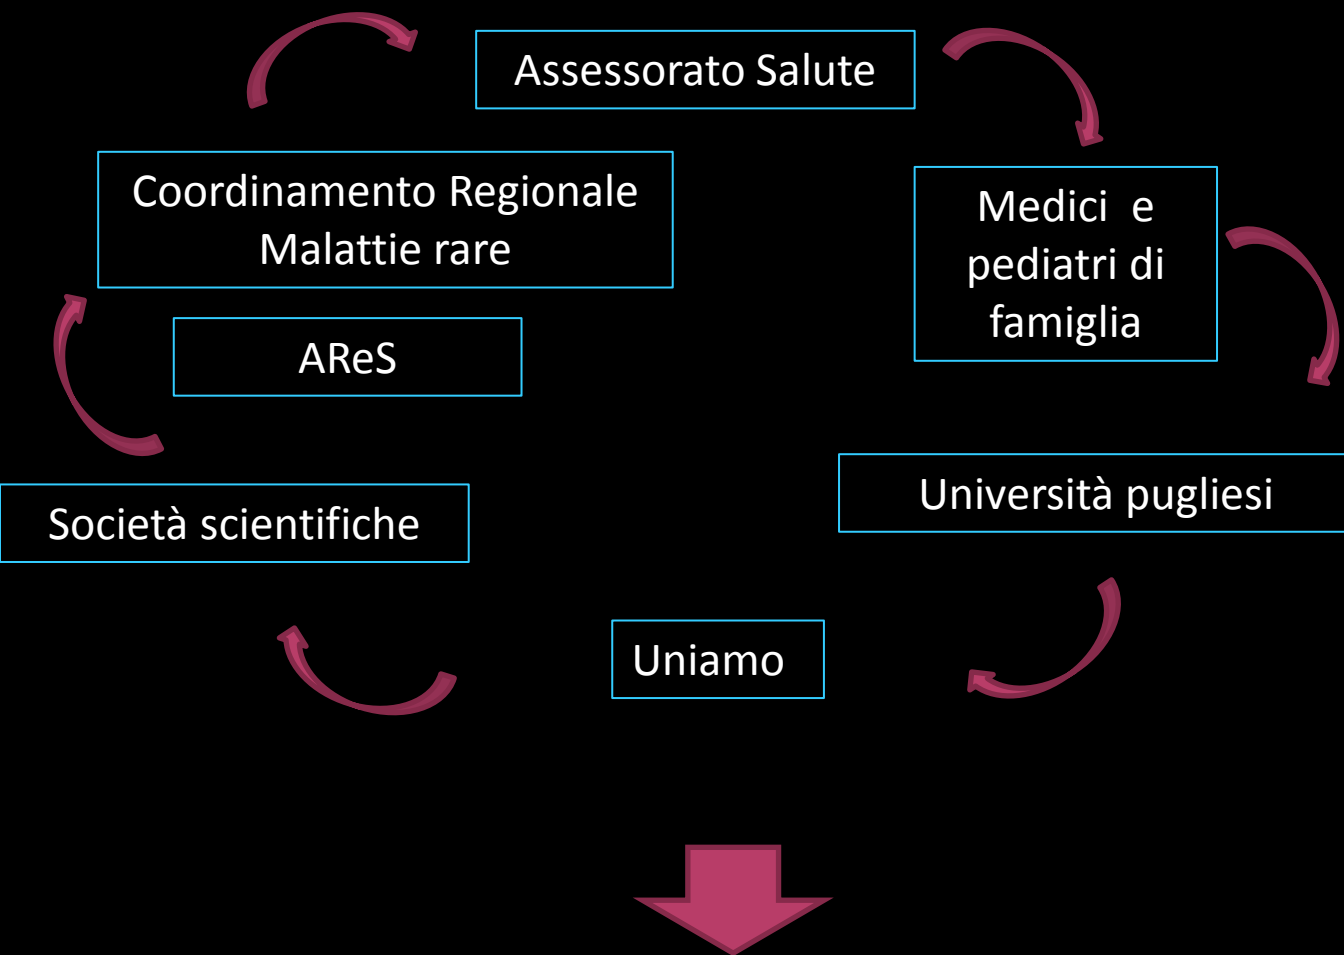 Assessorato Salute
Coordinamento Regionale
Malattie rare
Medici e
pediatri di
famiglia
AReS
Università pugliesi
Società scientifiche
Uniamo